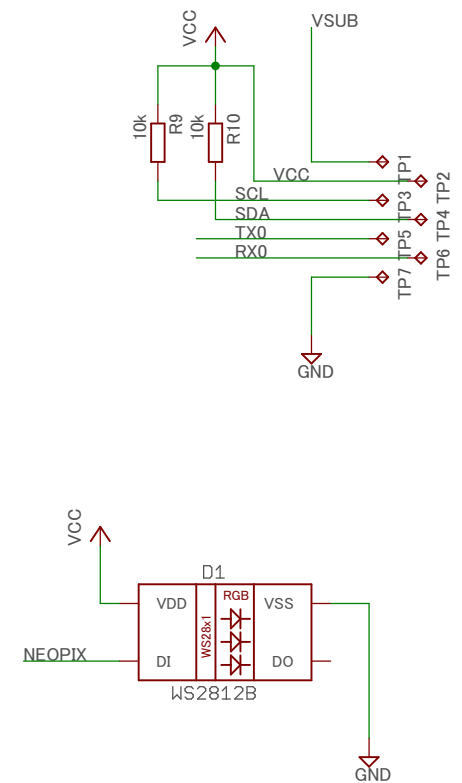 VCC
VSUB
10k
R9
10k
R10
VCC
TP1
TP2
SCL
TP3
SDA
TP4
TX0
TP5
RX0
TP6
TP7
GND
VCC
D1
VDD
WS28x1
RGB
VSS
NEOPIX
DI
DO
WS2812B
GND